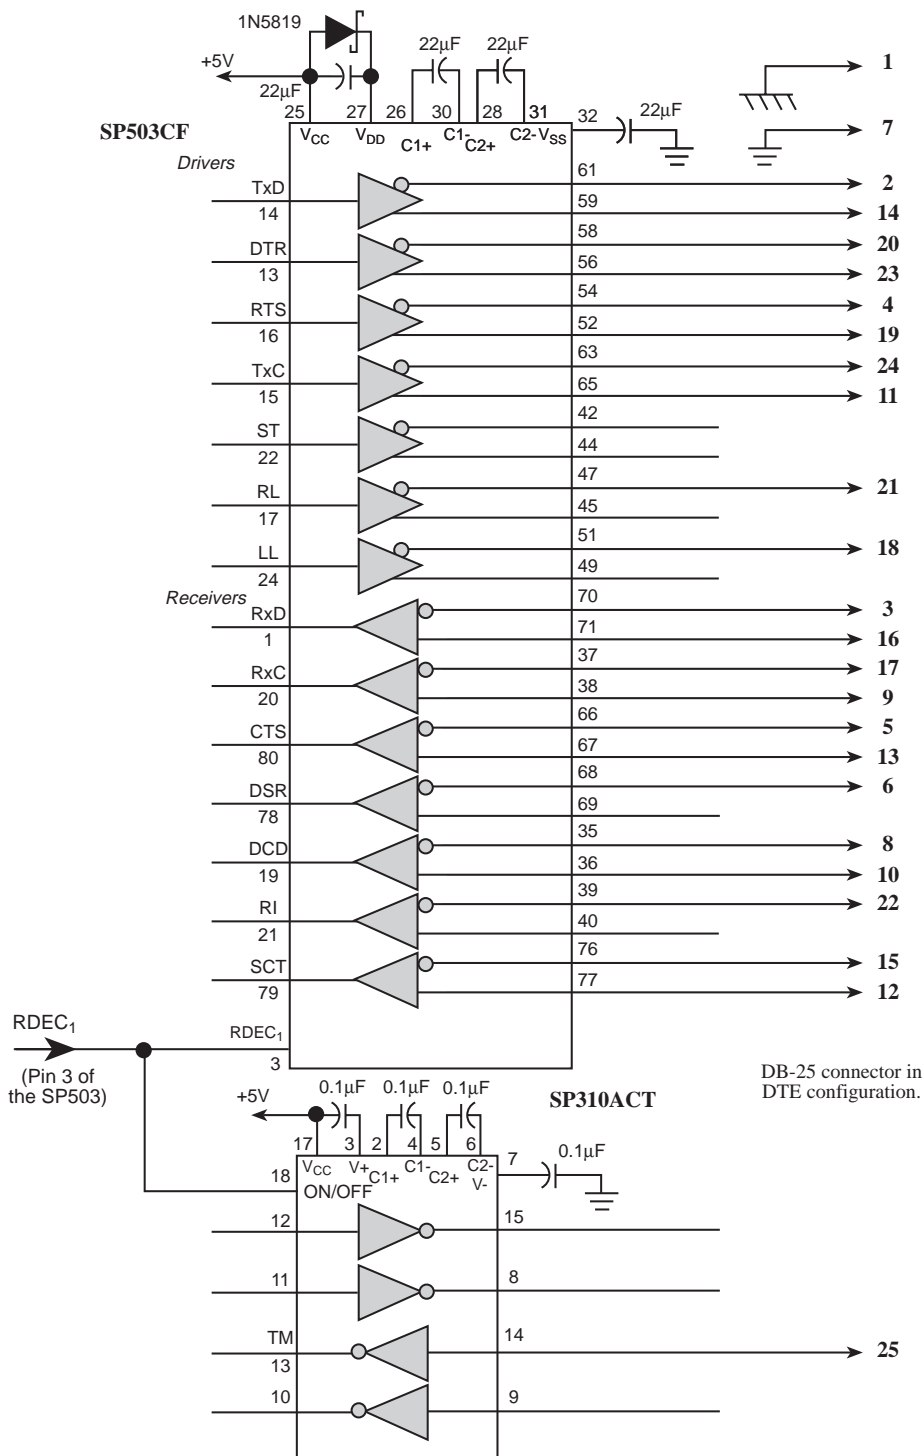 1N5819
+5V
22µF
22µF
22µF
22µF
1
7
25
27
26
30
28
31
32
SP503CF
VCC
VDD
C1+
C1-
C2+
C2-
VSS
Drivers
TxD
14
61
2
59
14
DTR
13
58
20
56
23
RTS
16
54
4
52
19
TxC
15
63
24
65
11
ST
22
42
44
RL
17
47
21
45
LL
24
51
18
49
Receivers
RxD
1
70
3
71
16
RxC
20
37
17
38
9
CTS
80
66
5
67
13
DSR
78
68
6
69
DCD
19
35
8
36
10
RI
21
39
22
40
SCT
79
76
15
77
12
RDEC1
(Pin 3 of
the SP503)
RDEC1
3
DB-25 connector in
DTE configuration.
+5V
0.1µF
0.1µF
0.1µF
SP310ACT
17
3
2
4
5
6
7
0.1µF
VCC
V+
C1+
C1-
C2+
C2-
V-
18
ON/OFF
12
15
11
8
TM
13
14
25
10
9